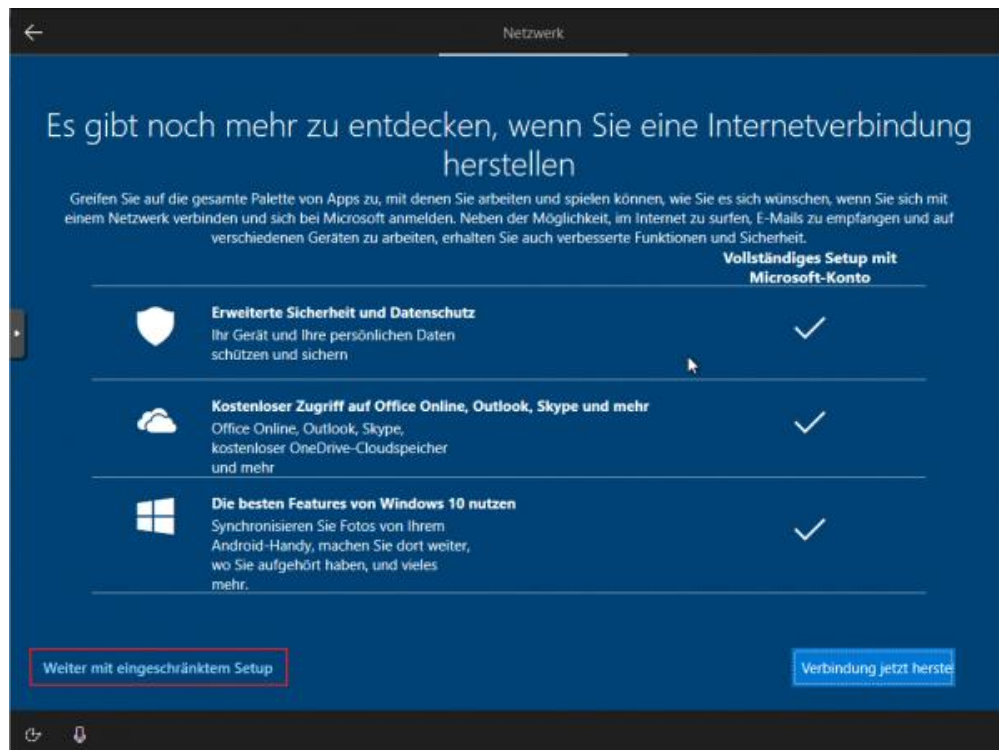 Netzwerk
Es gibt noch mehr zu entdecken, wenn Sie eine Internetverbindung
herstellen
Greifen Sie auf die gesamte Palette von Apps zu, mit denen Sie arbeiten und spielen können, wie Sie es sich wünschen, wenn Sie sich mit
einem Netzwerk verbinden und sich bei Microsoft anmelden. Neben der Möglichkeit, im Internet zu surfen, E-Mails zu empfangen und auf
verschiedenen Geräten zu arbeiten, erhalten Sie auch verbesserte Funktionen und Sicherheit.
Vollständiges Setup mit
Microsoft-Konto
Erweiterte Sicherheit und Datenschutz
Ihr Gerät und Ihre persönlichen Daten
schützen und sichern
Kostenloser Zugriff auf Office Online, Outlook, Skype und mehr
Office Online, Outlook, Skype,
kostenloser OneDrive-Cloudspeicher
und mehr
Die besten Features von Windows 10 nutzen
Synchronisieren Sie Fotos von Ihrem
Android-Handy, machen Sie dort weiter,
wo Sie aufgehört haben, und vieles
mehr.
Weiter mit eingeschränktem Setup
Verbindung jetzt herste